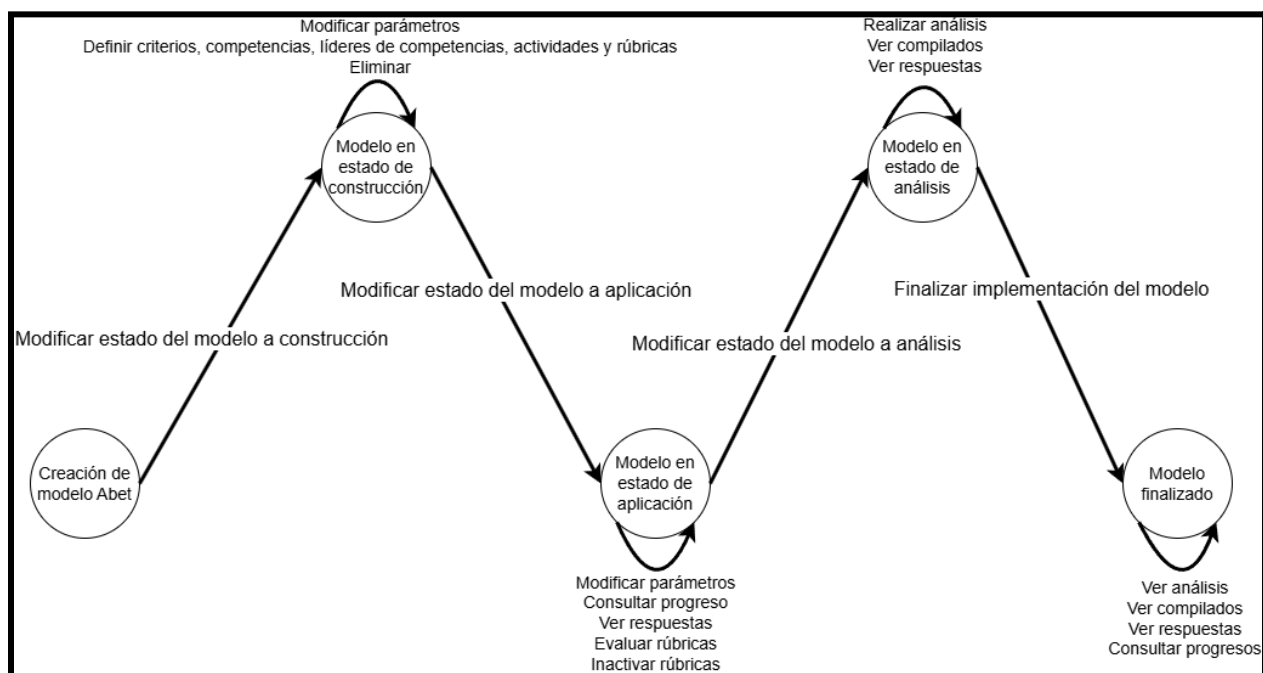 Modificar parámetros
Definir criterios, competencias, líderes de competencias, actividades y rúbricas
Eliminar
Realizar análisis
Ver compilados
Ver respuestas
Modelo en
estado de
construcción
Modelo en
estado de
análisis
Modificar estado del modelo a aplicación
Finalizar implementación del modelo
Modificar estado del modelo a construcción
Modificar estado del modelo a análisis
Creación de
modelo Abet
Modelo en
estado de
aplicación
Modelo
finalizado
Modificar parámetros
Consultar progreso
Ver respuestas
Evaluar rúbricas
Inactivar rúbricas
Ver análisis
Ver compilados
Ver respuestas
Consultar progresos